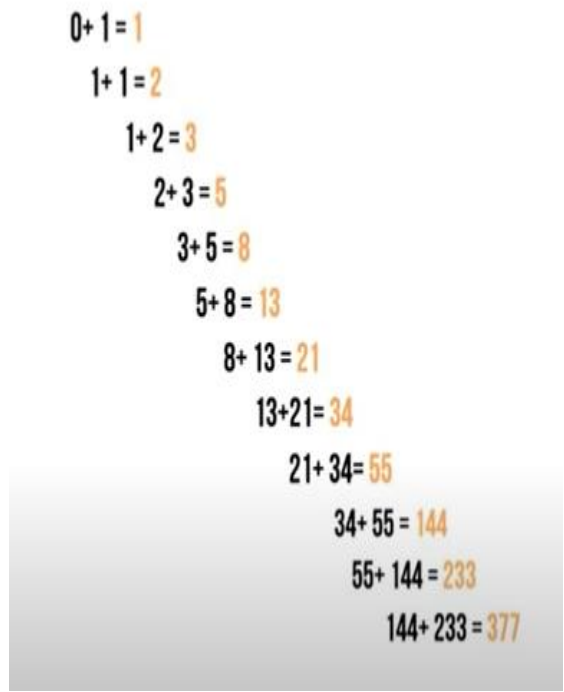 0+ 1 = 1
1+ 1 = 2
1+ 2 = 3
2+ 3 = 5
3+ 5 = 8
5+ 8 = 13
8+ 13 = 21
13+21= 34
21+ 34= 55
34+ 55 = 144
55+ 144 = 233
144+ 233 = 377